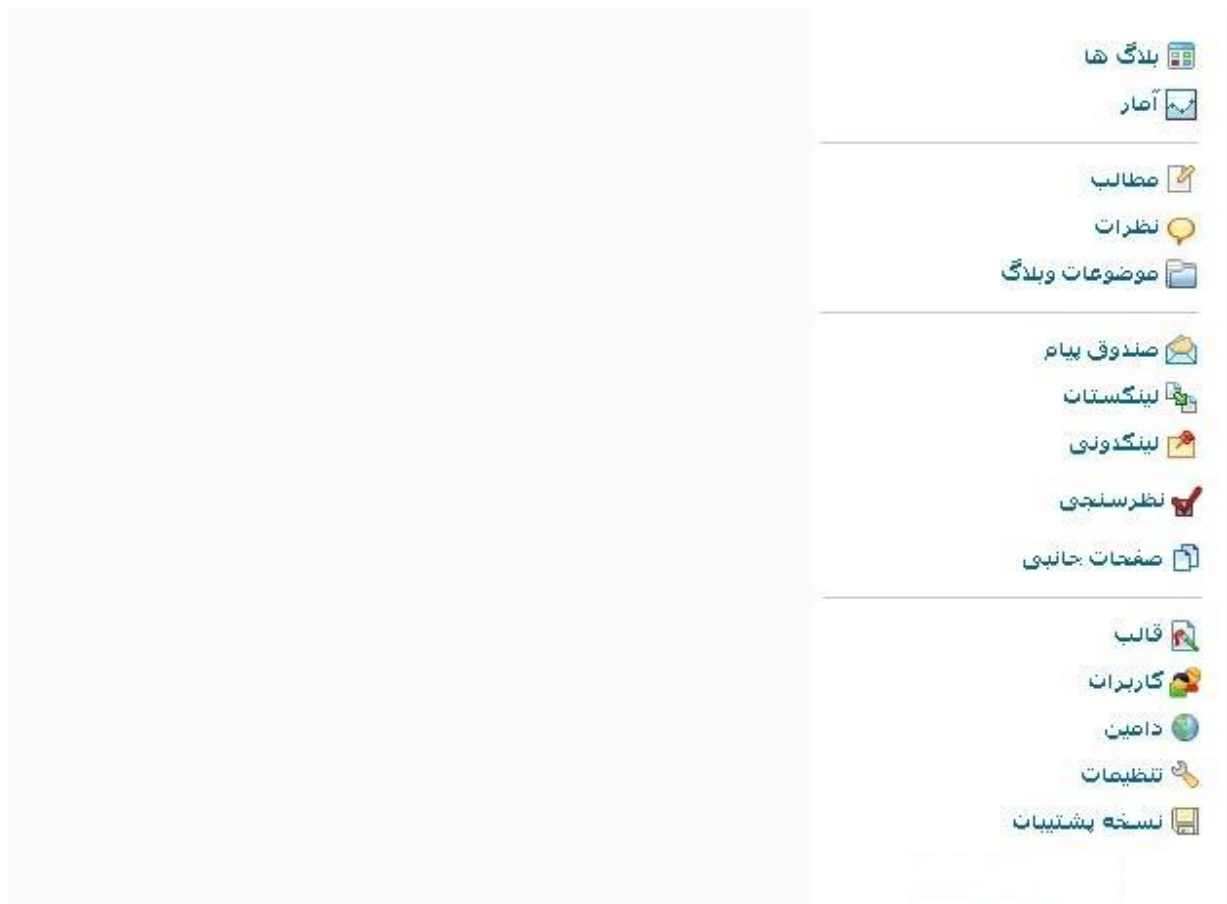 بلاگ ها
آمار
مطالب
نظرات
موضوعات وبلاگ
صندوق پیام
لینکستان
لینکدونی
نظرسنجی
صفحات جانبی
قالب
کاربران
دامین
تنظیمات
نسخه پشتیبان